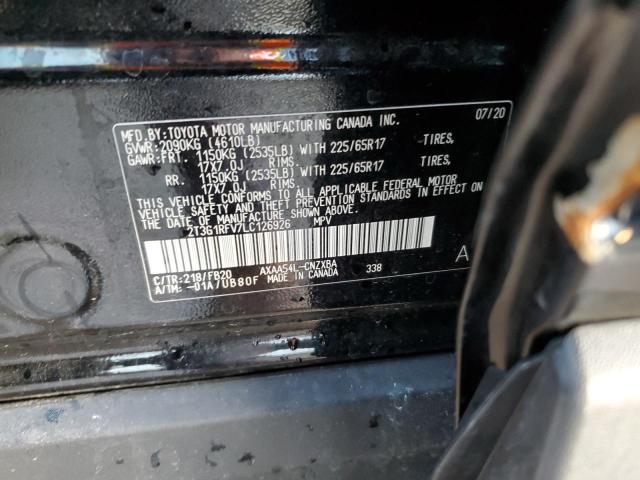 MFD.BY:TOYOTA MOTOR MANUFACTURING CANADA INC. 07/20
GVWR:2090KG (4610LB)
GAWR:FRT. 1150KG (2535LB) WITH 225/65R17 TIRES,
17X7.0J RIMS
RR. 1150KG (2535LB) WITH 225/65R17 TIRES,
17X7.0J RIMS
THIS VEHICLE CONFORMS TO ALL APPLICABLE FEDERAL MOTOR
VEHICLE SAFETY AND THEFT PREVENTION STANDARDS IN EFFECT ON
THE DATE OF MANUFACTURE SHOWN ABOVE.
2T3G1RFV7LC126926 MPV
A
C/TR:218/FB20 AXAA54L-CNZXBA 338
A/TM: -01A/UB80F MADE IN CANADA